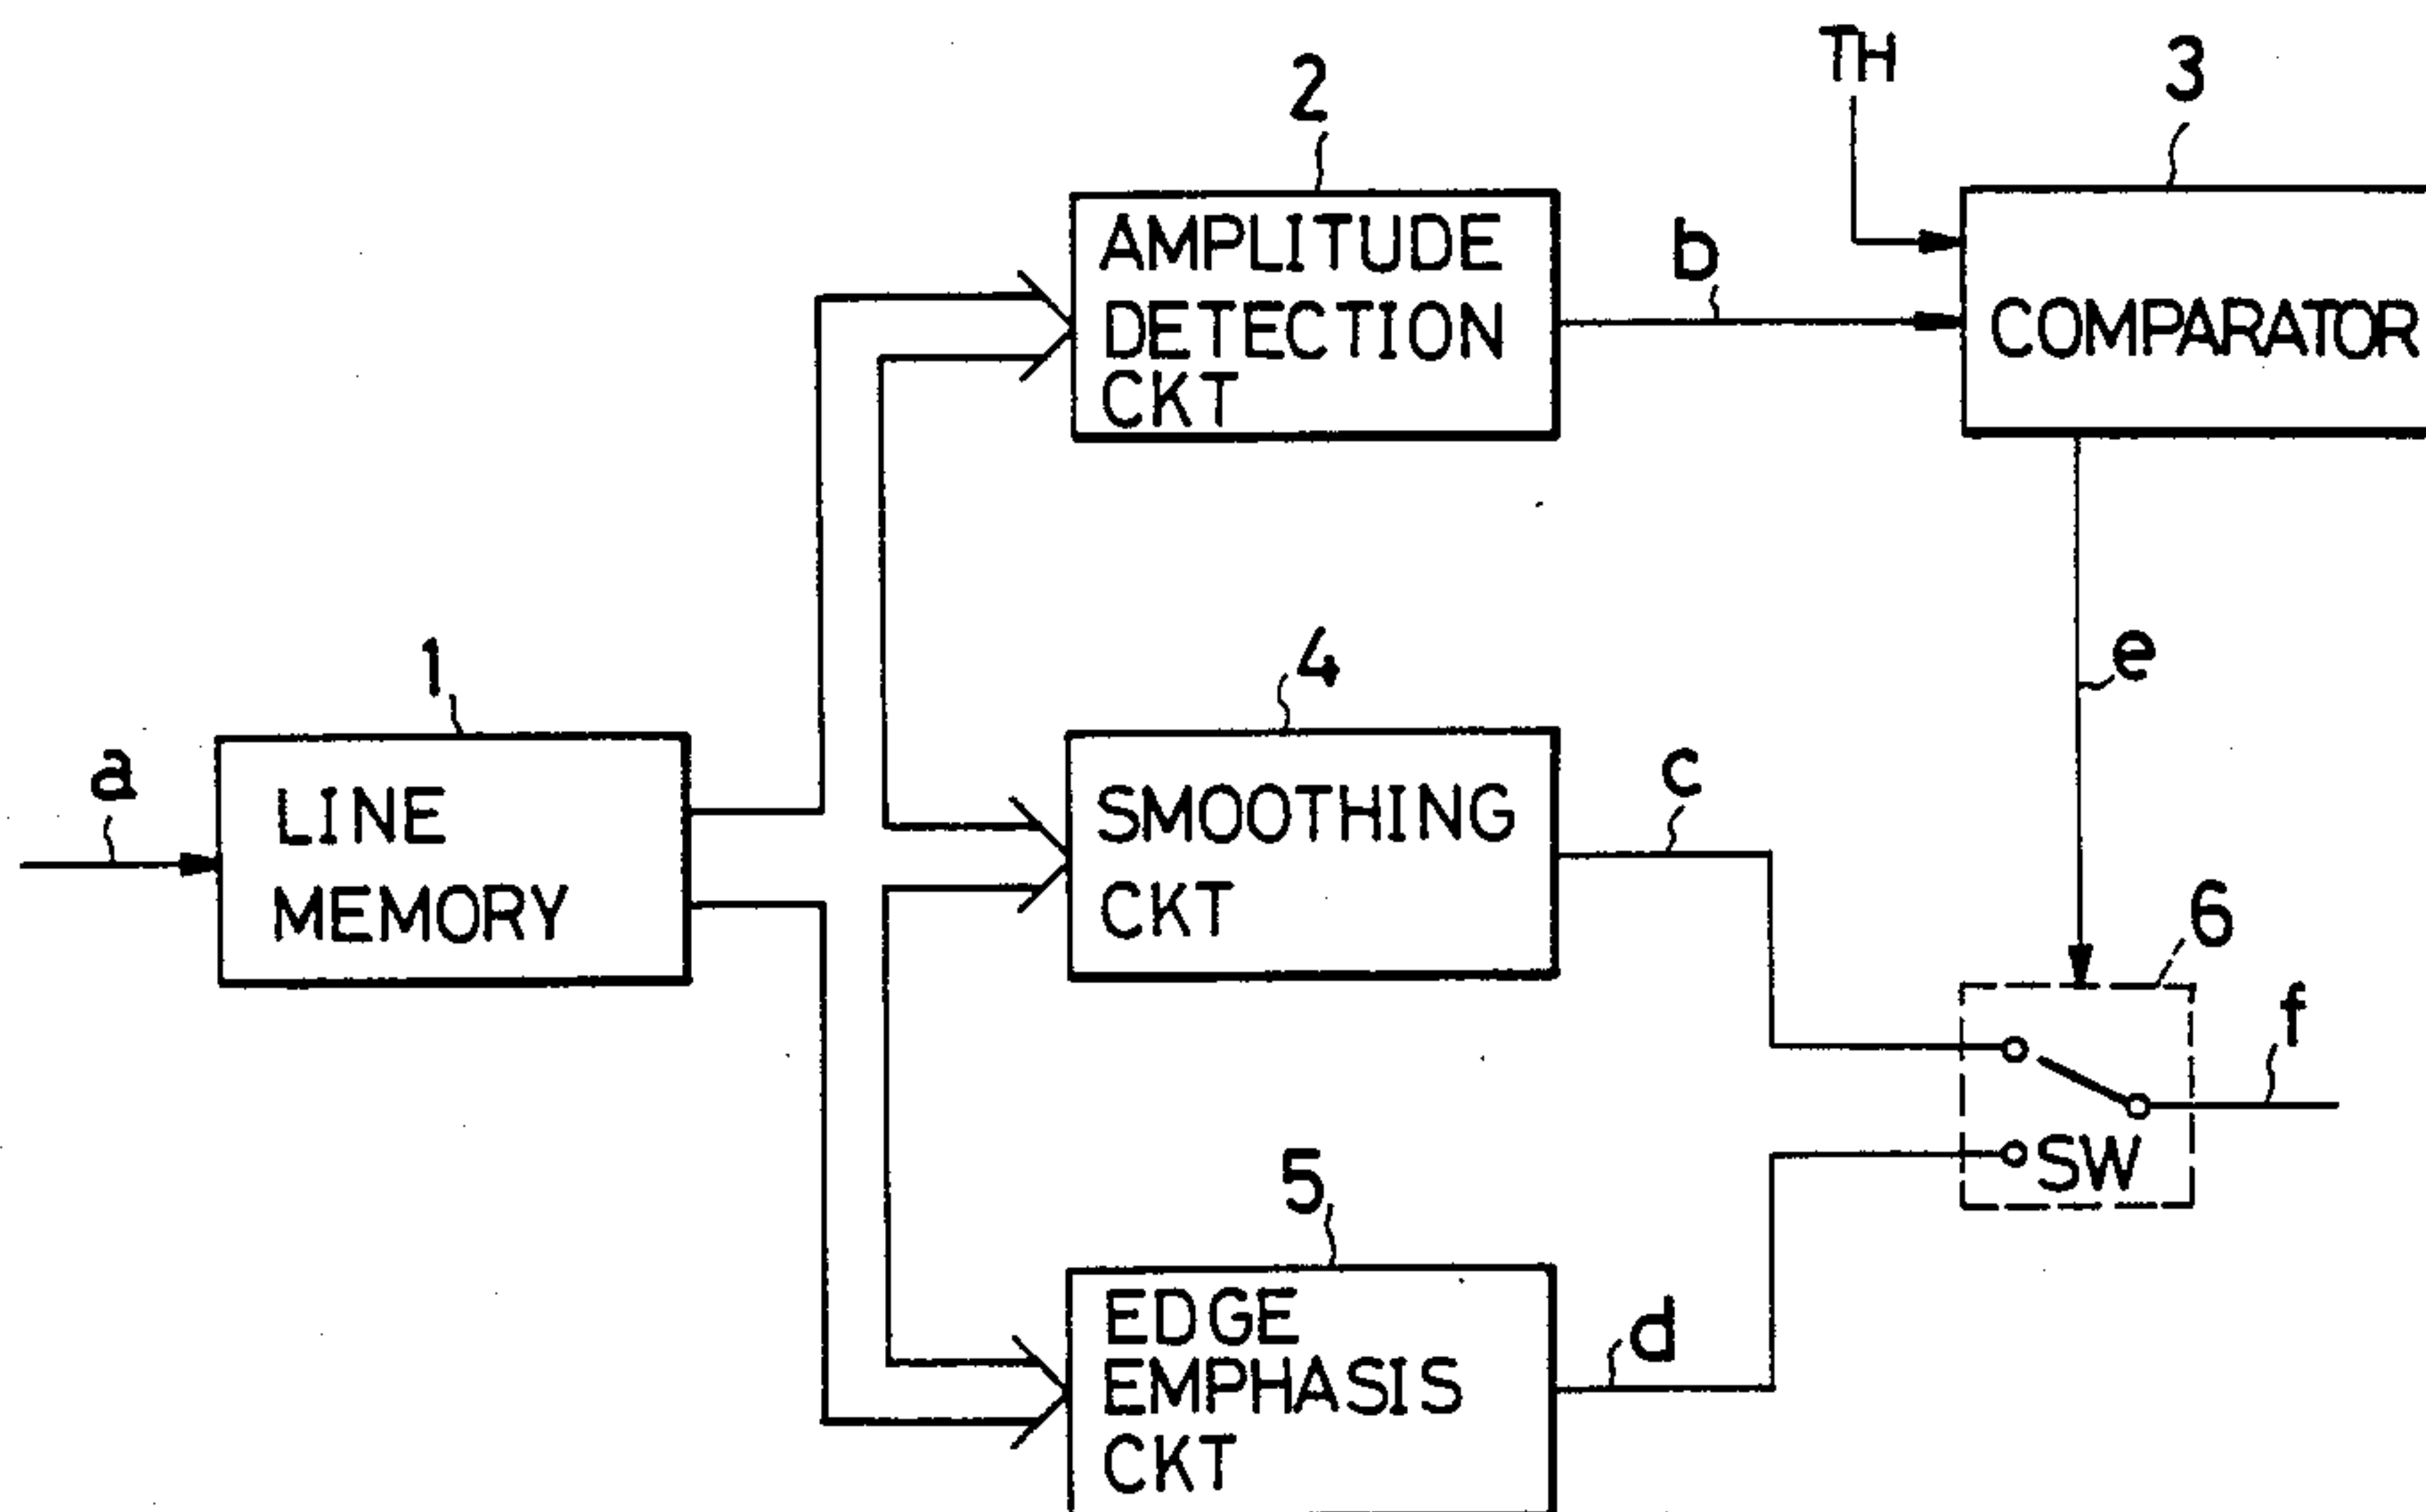 2
AMPLITUDE
DETECTION
CKT
b
TH
3
COMPARATOR
e
1
a
LINE
MEMORY
4
SMOOTHING
CKT
c
6
SW
f
5
EDGE
EMPHASIS
CKT
d